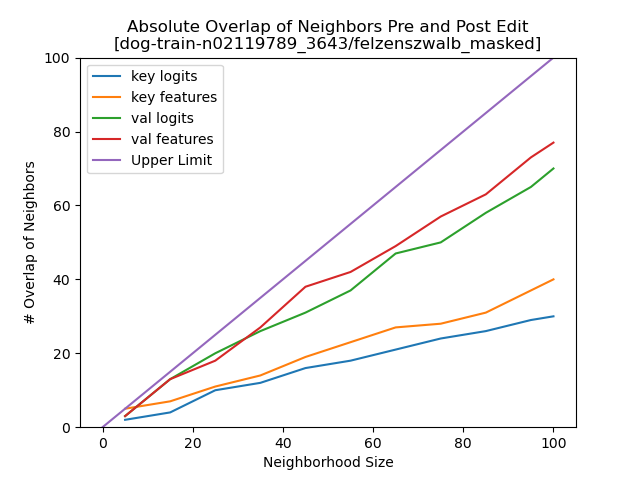 Absolute Overlap of Neighbors Pre and Post Edit
[dog-train-n02119789_3643/felzenszwalb_masked]
100
80
60
40
20
0
# Overlap of Neighbors
key logits
key features
val logits
val features
Upper Limit
0 20 40 60 80 100
Neighborhood Size